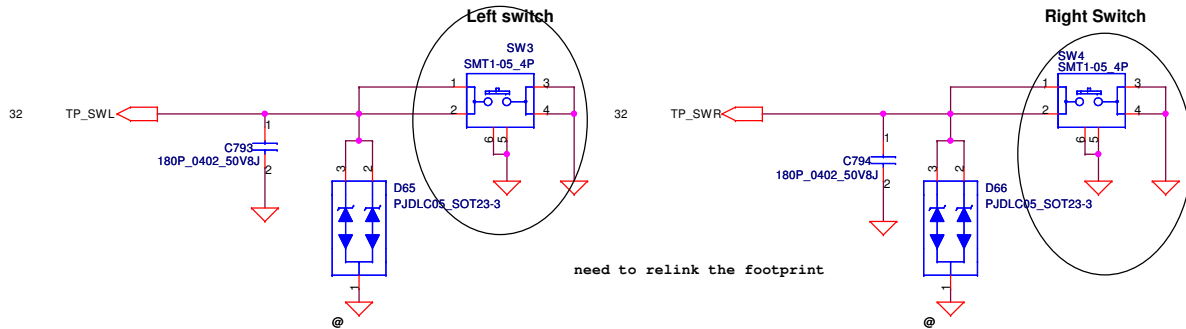 Left switch
SW3
SMT1-05_4P
1
3
2
4
6
5
32
TP_SWL
1
C793
180P_0402_50V8J
2
3
2
D65
PJDLC05_SOT23-3
1
@
need to relink the footprint
Right Switch
SW4
SMT1-05_4P
1
3
2
4
6
5
32
TP_SWR
1
C794
180P_0402_50V8J
2
3
2
D66
PJDLC05_SOT23-3
1
@